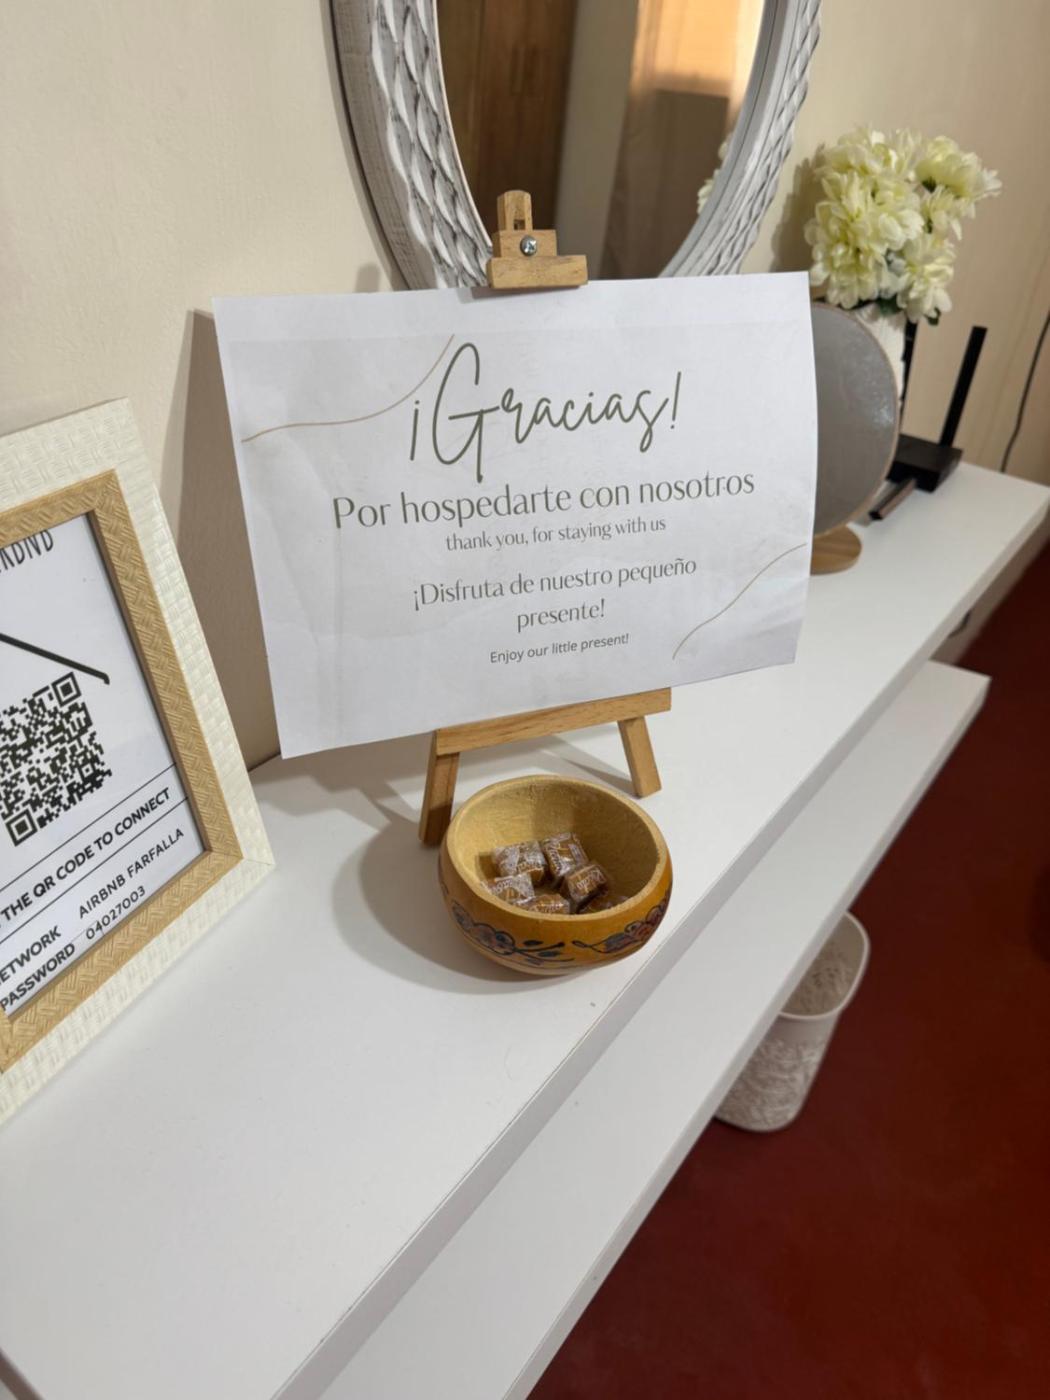 ¡Gracias!
Por hospedarte con nosotros
thank you, for staying with us
¡Disfruta de nuestro pequeño
presente!
Enjoy our little present!
THE QR CODE TO CONNECT
AIRBNB FARFALLA
PASSWORD 04027003